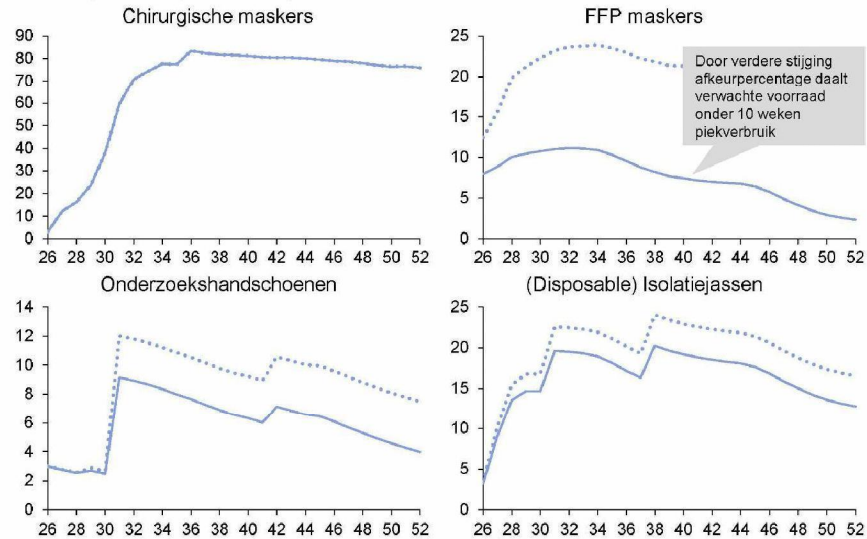 Chirurgische maskers
90
80
70
60
50
40
30
20
10
0
26 28 30 32 34 36 38 40 42 44 46 48 50 52
FFP maskers
25
20
15
10
5
0
Door verdere stijging
afkeurpercentage daalt
verwachte voorraad
onder 10 weken
piekverbruik
26 28 30 32 34 36 38 40 42 44 46 48 50 52
Onderzoekshandschoenen
14
12
10
8
6
4
2
0
26 28 30 32 34 36 38 40 42 44 46 48 50 52
(Disposable) Isolatiejassen
25
20
15
10
5
0
26 28 30 32 34 36 38 40 42 44 46 48 50 52